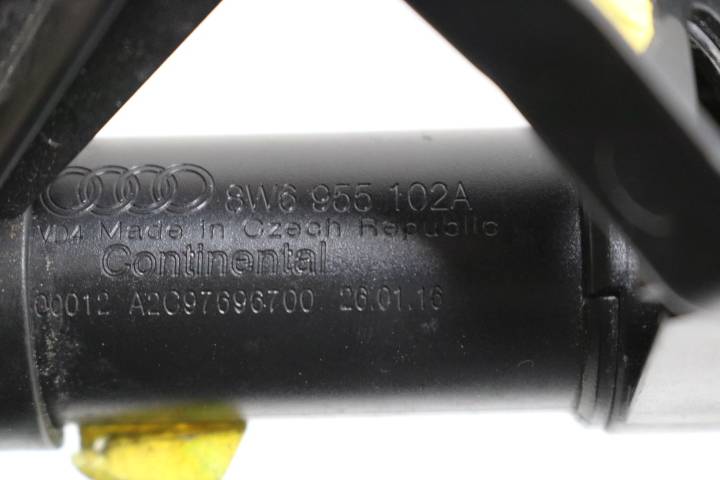 8W6 955 102A
VD4 Made in Czech Republic
Continental
00012 A2C97696700 26.01.16